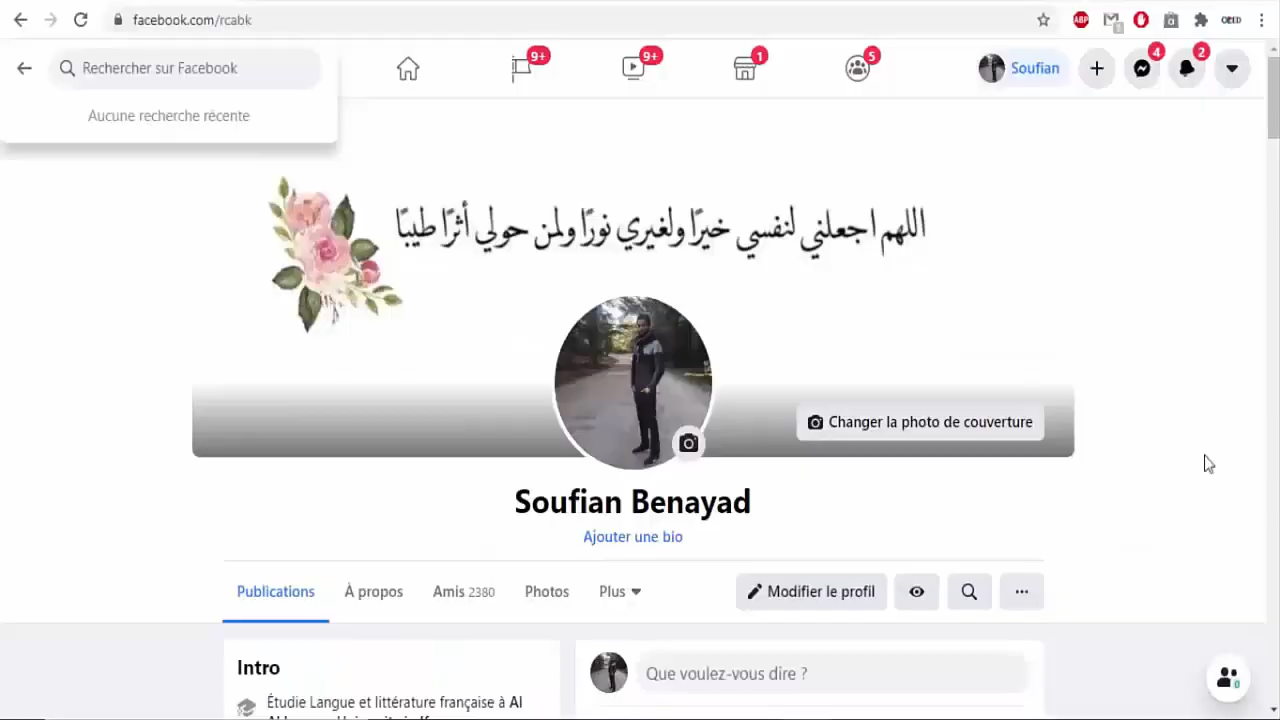 facebook.com/rcabk
ABP
Rechercher sur Facebook
9+
9+
1
5
Soufian
4
2
Aucune recherche récente
اللهم اجعلني لنفسي خيرًا ولغيري نورًا ولمن حولي أثرًا طيبًا
Changer la photo de couverture
Soufian Benayad
Ajouter une bio
Publications
À propos
Amis 2380
Photos
Plus
Modifier le profil
Intro
Que voulez-vous dire ?
Étudie Langue et littérature française à Al
0